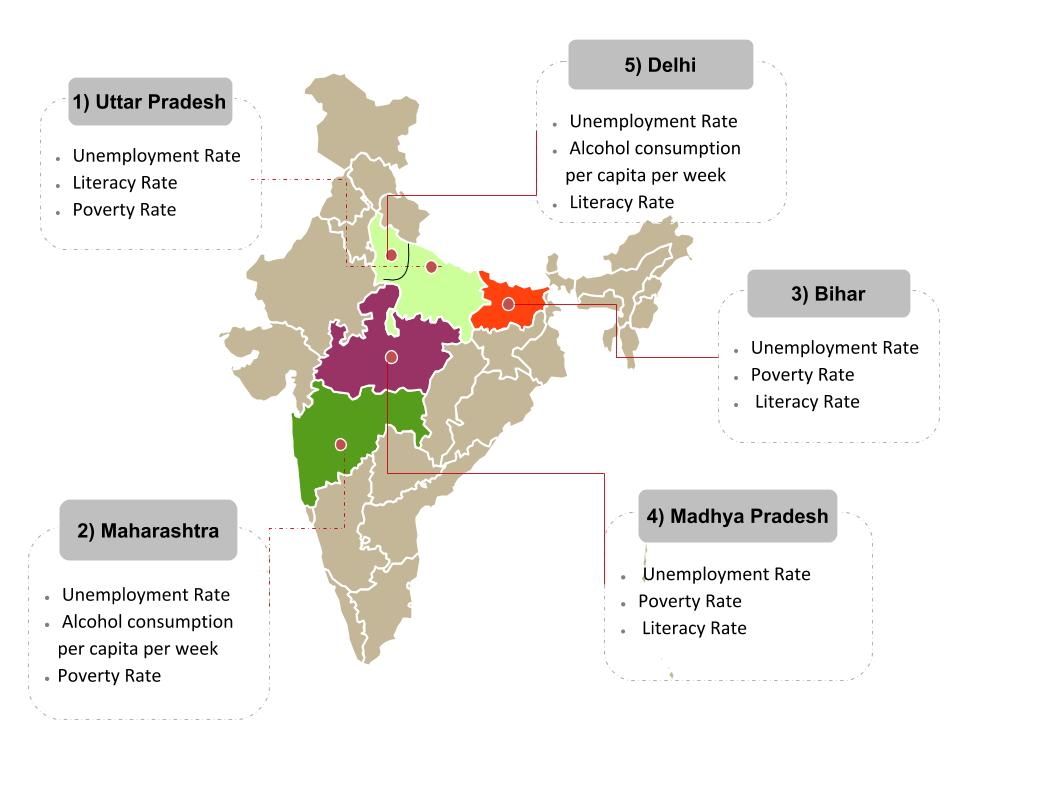 1) Uttar Pradesh
• Unemployment Rate
• Literacy Rate
• Poverty Rate
5) Delhi
• Unemployment Rate
• Alcohol consumption
per capita per week
• Literacy Rate
3) Bihar
• Unemployment Rate
• Poverty Rate
• Literacy Rate
2) Maharashtra
• Unemployment Rate
• Alcohol consumption
per capita per week
• Poverty Rate
4) Madhya Pradesh
• Unemployment Rate
• Poverty Rate
• Literacy Rate